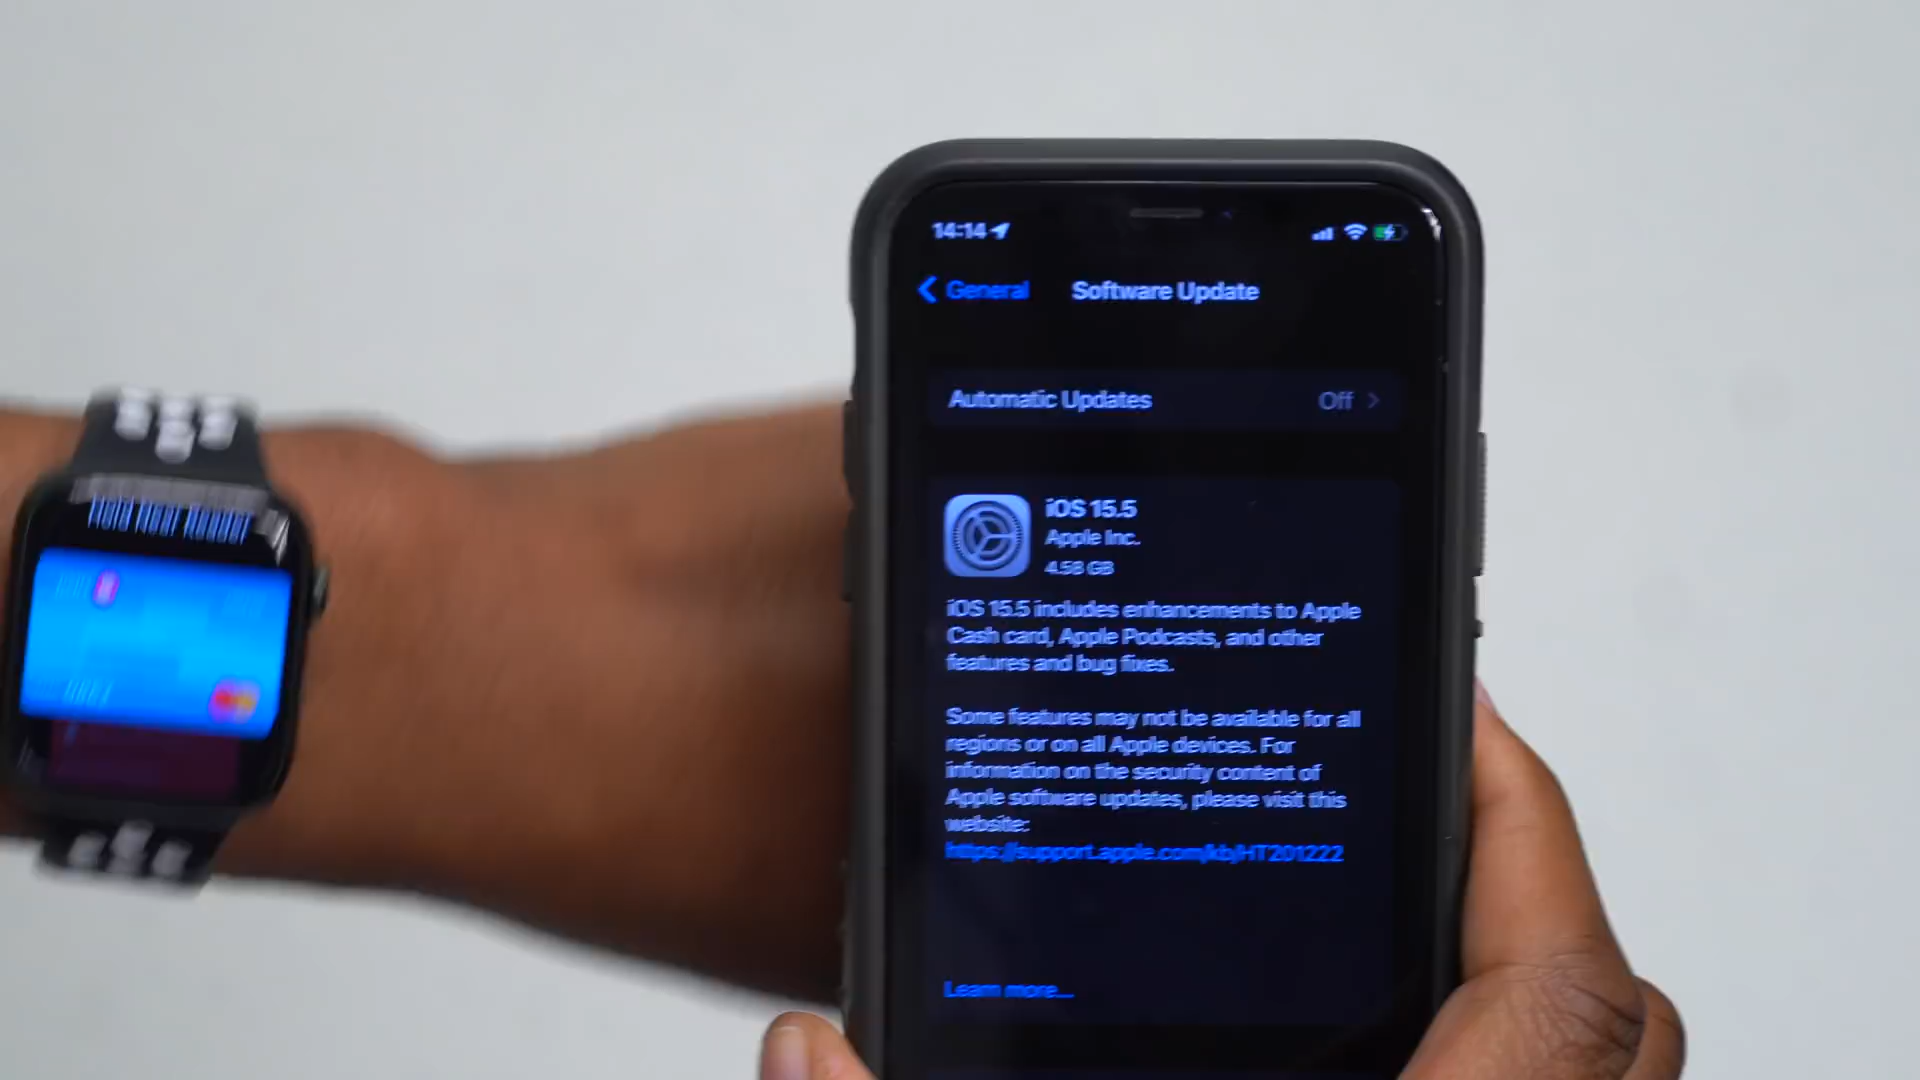 14:14
General
Software Update
Automatic Updates
Off
iOS 15.5
Apple Inc.
4.58 GB
iOS 15.5 includes enhancements to Apple
Cash card, Apple Podcasts, and other
features and bug fixes.
Some features may not be available for all
regions or on all Apple devices. For
information on the security content of
Apple software updates, please visit this
website:
https://support.apple.com/kb/HT201222
Learn more...
Hold Near Reader